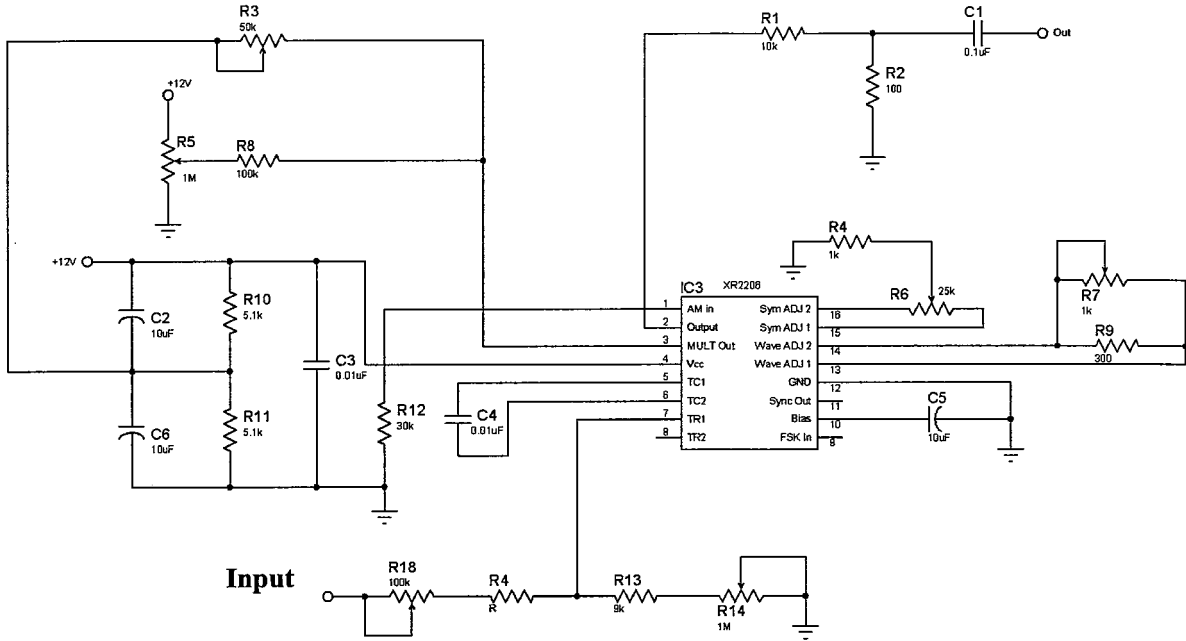 R3
50k
+12V
R5
1M
R8
100k
R1
10k
C1
0.1uF
Out
R2
100
R4
1k
IC3
XR2206
R6
25k
R7
1k
R9
300
+12V
C2
10uF
R10
5.1k
C3
0.01uF
C6
10uF
R11
5.1k
R12
30k
C4
0.01uF
1 AM in Sym ADJ 2 16
2 Output Sym ADJ 1 15
3 MULT Out Wave ADJ 2 14
4 Vcc Wave ADJ 1 13
5 TC1 GND 12
6 TC2 Sync Out 11
7 TR1 Bias 10
8 TR2 FSK In 9
C5
10uF
Input
R18
100k
R4
R
R13
9k
R14
1M